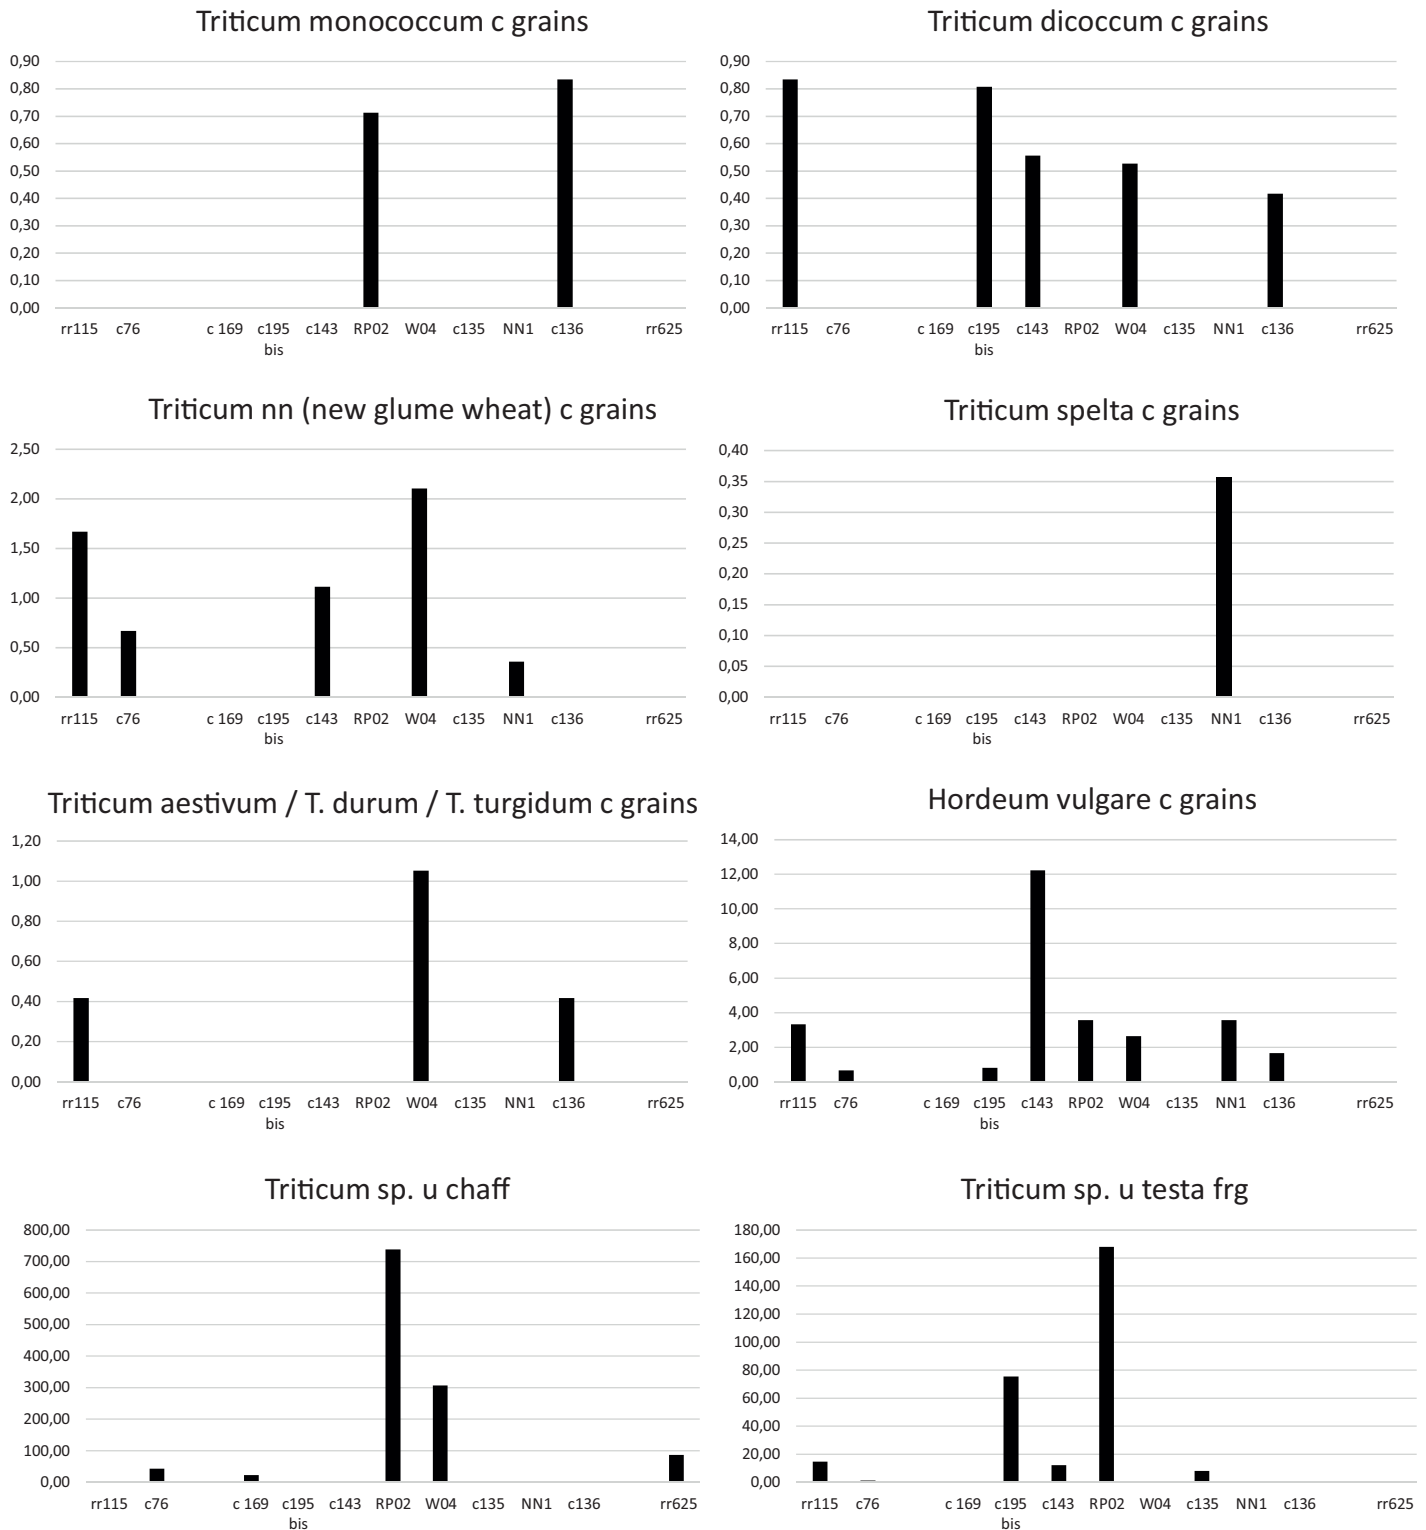 Triticum monococcum c grains
0,90
0,80
0,70
0,60
0,50
0,40
0,30
0,20
0,10
0,00
rr115 c76 c 169 c195 c143 RP02 W04 c135 NN1 c136 rr625
bis
Triticum dicoccum c grains
0,90
0,80
0,70
0,60
0,50
0,40
0,30
0,20
0,10
0,00
rr115 c76 c 169 c195 c143 RP02 W04 c135 NN1 c136 rr625
bis
Triticum nn (new glume wheat) c grains
2,50
2,00
1,50
1,00
0,50
0,00
rr115 c76 c 169 c195 c143 RP02 W04 c135 NN1 c136 rr625
bis
Triticum spelta c grains
0,40
0,35
0,30
0,25
0,20
0,15
0,10
0,05
0,00
rr115 c76 c 169 c195 c143 RP02 W04 c135 NN1 c136 rr625
bis
Triticum aestivum / T. durum / T. turgidum c grains
1,20
1,00
0,80
0,60
0,40
0,20
0,00
rr115 c76 c 169 c195 c143 RP02 W04 c135 NN1 c136 rr625
bis
Hordeum vulgare c grains
14,00
12,00
10,00
8,00
6,00
4,00
2,00
0,00
rr115 c76 c 169 c195 c143 RP02 W04 c135 NN1 c136 rr625
bis
Triticum sp. u chaff
800,00
700,00
600,00
500,00
400,00
300,00
200,00
100,00
0,00
rr115 c76 c 169 c195 c143 RP02 W04 c135 NN1 c136 rr625
bis
Triticum sp. u testa frg
180,00
160,00
140,00
120,00
100,00
80,00
60,00
40,00
20,00
0,00
rr115 c76 c 169 c195 c143 RP02 W04 c135 NN1 c136 rr625
bis